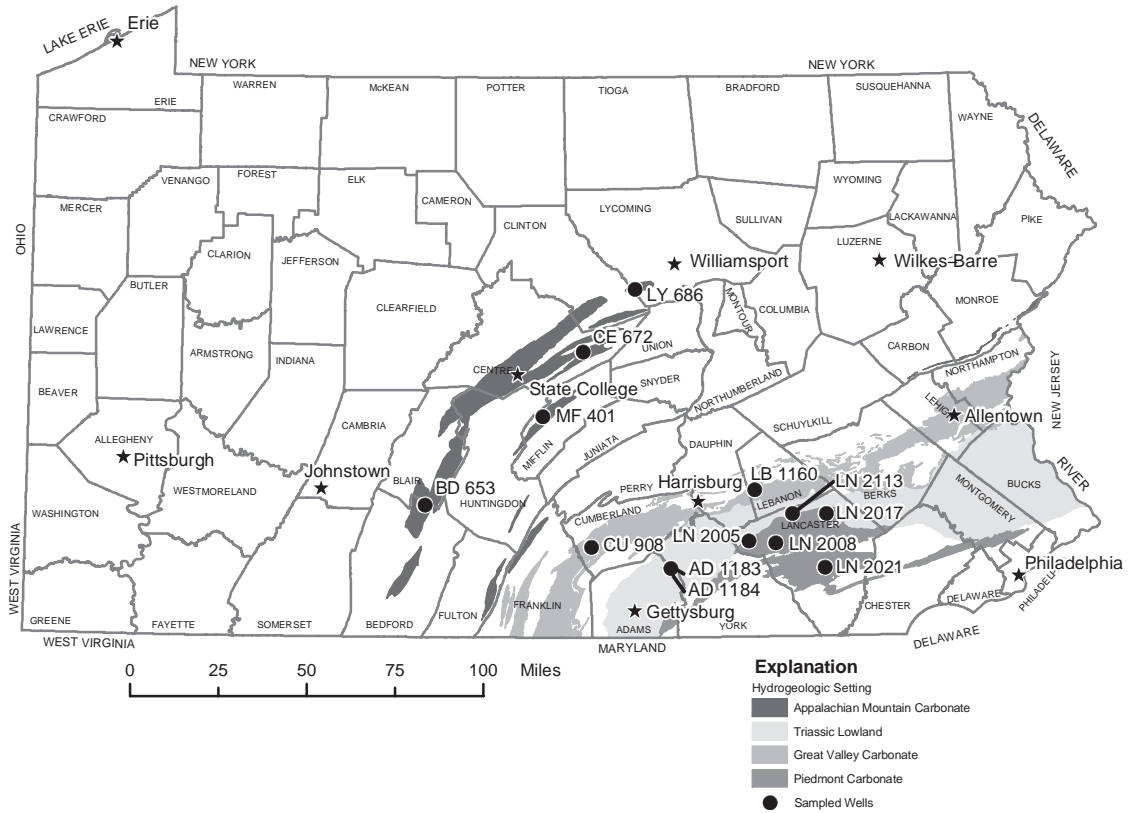 Erie
LAKE ERIE
NEW YORK
NEW YORK
ERIE
WARREN
McKEAN
POTTER
TIOGA
BRADFORD
SUSQUEHANNA
CRAWFORD
WAYNE
DELAWARE
VENANGO
FOREST
ELK
CAMERON
WYOMING
MERCER
LYCOMING
SULLIVAN
LACKAWANNA
PIKE
OHIO
CLINTON
LUZERNE
CLARION
JEFFERSON
Williamsport
Wilkes-Barre
BUTLER
LY 686
MONTOUR
COLUMBIA
MONROE
CLEARFIELD
LAWRENCE
CE 672
UNION
CARBON
ARMSTRONG
INDIANA
CENTRE
NORTHAMPTON
NEW JERSEY
BEAVER
State College
SNYDER
NORTHUMBERLAND
LEHIGH
MF 401
Allentown
CAMBRIA
SCHUYLKILL
ALLEGHENY
Pittsburgh
MIFFLIN
JUNIATA
DAUPHIN
Johnstown
BLAIR
BD 653
PERRY
Harrisburg
LB 1160
LN 2113
RIVER
WESTMORELAND
HUNTINGDON
LEBANON
BERKS
MONTGOMERY
BUCKS
WASHINGTON
CUMBERLAND
LN 2017
LANCASTER
LN 2005
LN 2008
CU 908
WEST VIRGINIA
AD 1183
LN 2021
Philadelphia
AD 1184
DELAWARE
FRANKLIN
Gettysburg
CHESTER
GREENE
FAYETTE
SOMERSET
BEDFORD
FULTON
ADAMS
YORK
WEST VIRGINIA
MARYLAND
DELAWARE
0 25 50 75 100 Miles
Explanation
Hydrogeologic Setting
Appalachian Mountain Carbonate
Triassic Lowland
Great Valley Carbonate
Piedmont Carbonate
Sampled Wells